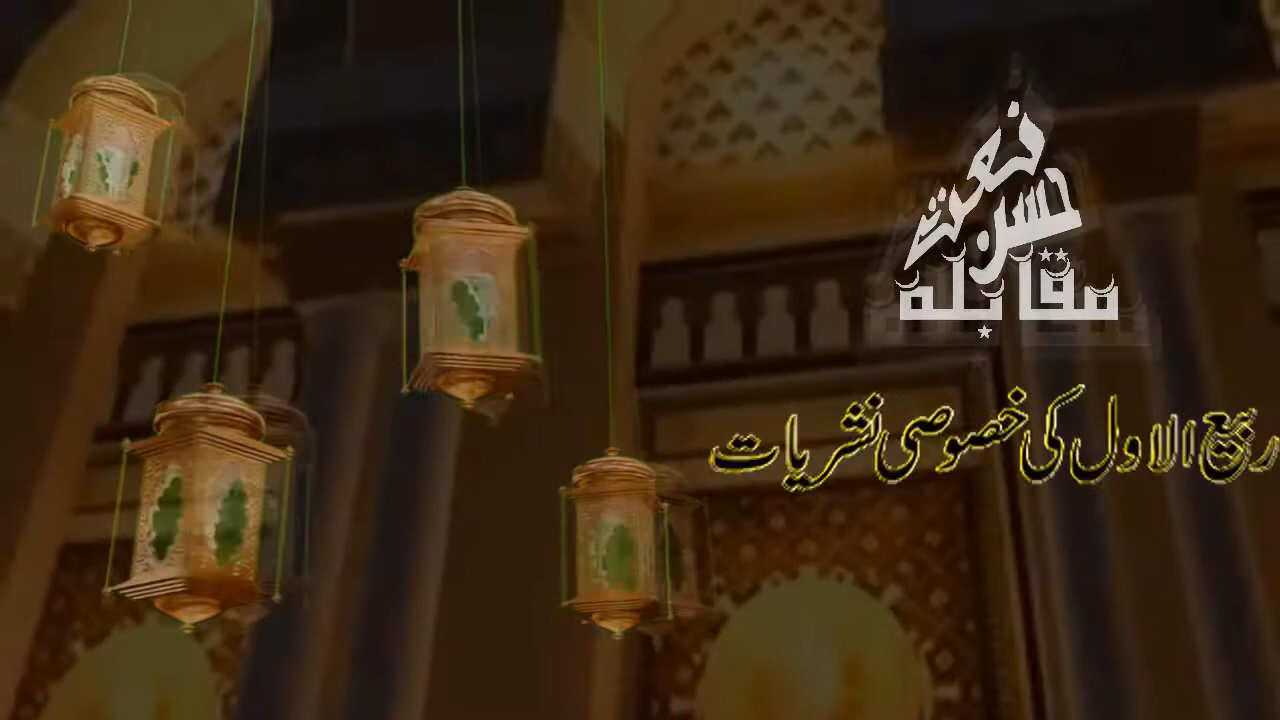 مقابلہ
حسن نعت
ربیع الاول کی خصوصی نشریات